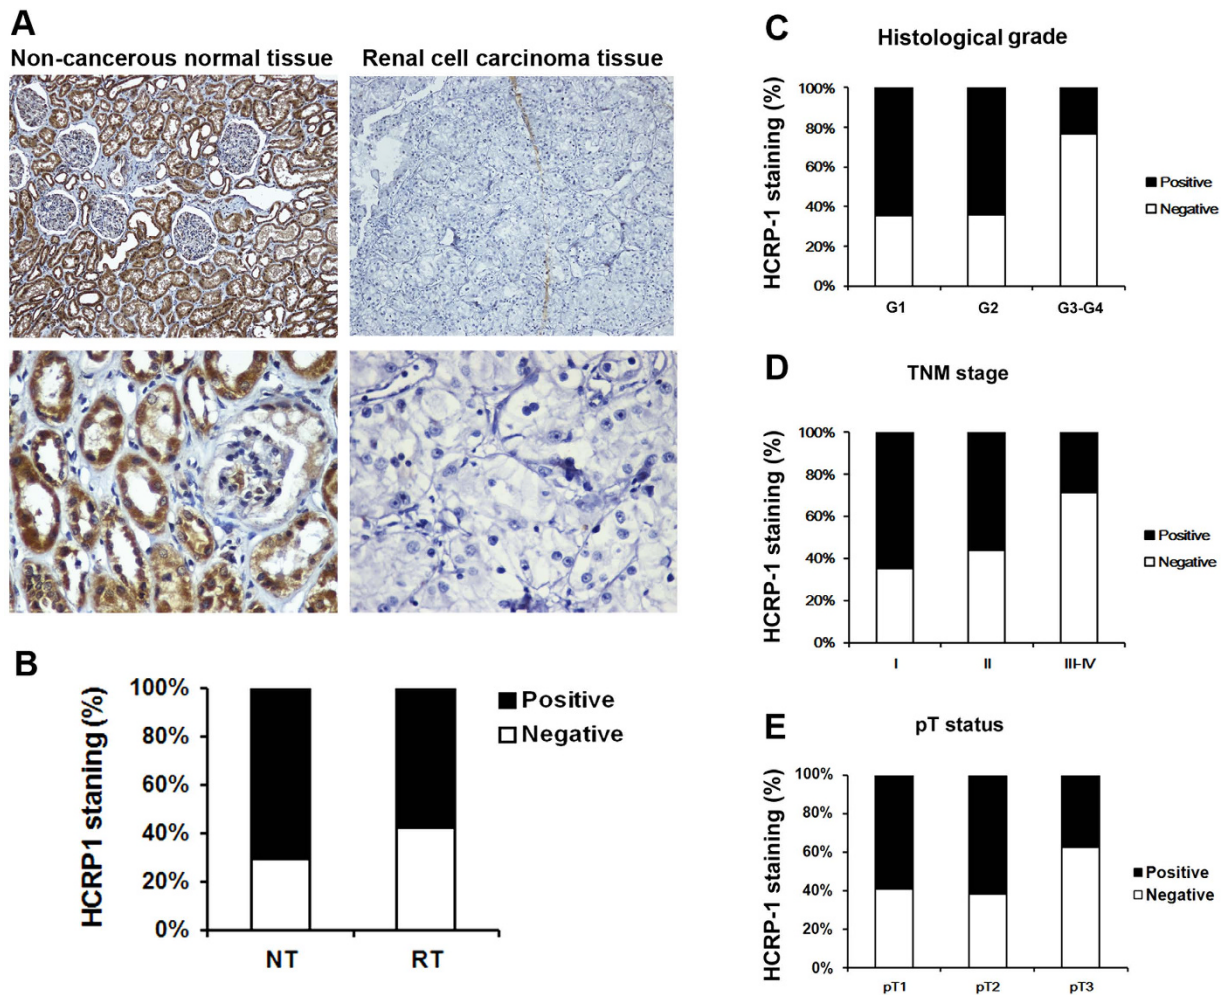 A
Non-cancerous normal tissue
Renal cell carcinoma tissue
B
HCRP1 staning (%)
100%
80%
60%
40%
20%
0%
NT
RT
Positive
Negative
C
Histological grade
HCRP-1 staining (%)
100%
80%
60%
40%
20%
0%
G1
G2
G3-G4
Positive
Negative
D
TNM stage
HCRP-1 staining (%)
100%
80%
60%
40%
20%
0%
I
II
III-IV
Positive
Negative
E
pT status
HCRP-1 staining (%)
100%
80%
60%
40%
20%
0%
pT1
pT2
pT3
Positive
Negative